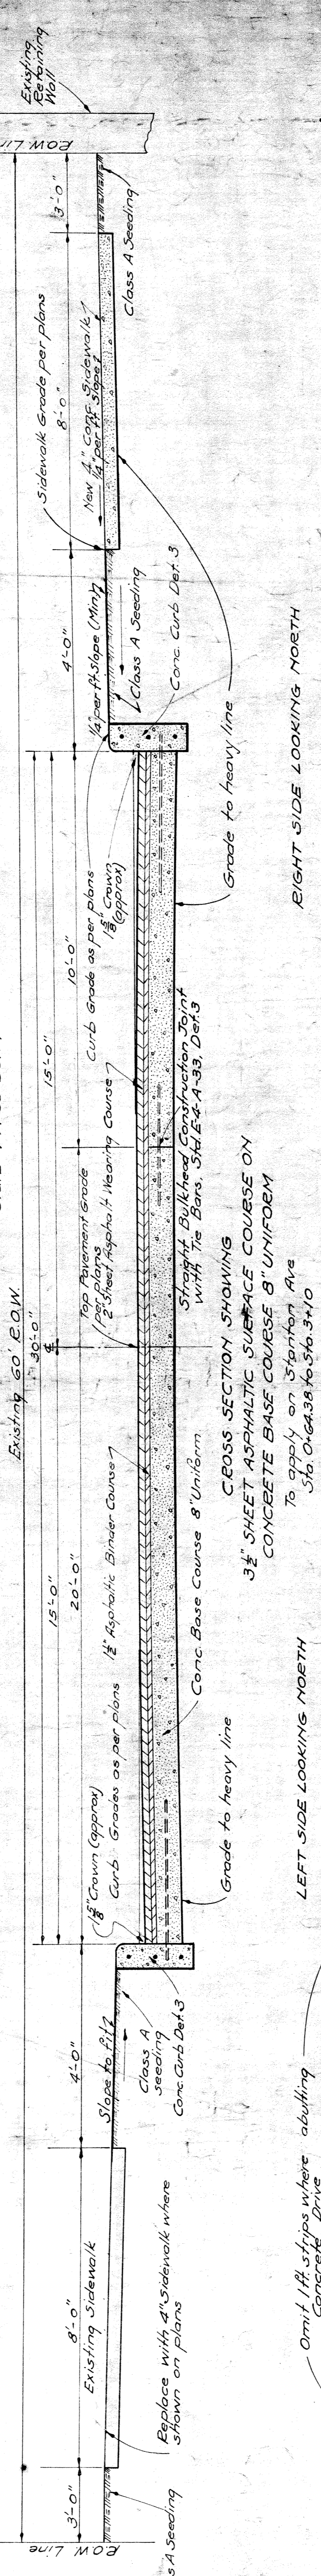 Existing 60' R.O.W.
30'-0"
℄
15'-0"
15'-0"
3'-0"
8'-0"
4'-0"
20'-0"
10'-0"
4'-0"
8'-0"
3'-0"
R.O.W. Line
R.O.W. Line
Existing
Retaining
Wall
Existing Sidewalk
Replace with 4" Sidewalk where
shown on plans
Slope to fit
Class A
seeding
Conc. Curb Det. 3
1 5/8" Crown (approx)
Curb Grades as per plans
1 1/2" Asphaltic Binder Course
Top Pavement Grade
per plans
2" Sheet Asphalt Wearing Course
Curb Grade as per plans
1 5/8" Crown
(approx)
1/4" per ft Slope (Min)
Class A Seeding
Conc. Curb Det. 3
Sidewalk Grade per plans
New 4" Conc. Sidewalk
1/4" per ft Slope
Class A Seeding
Grade to heavy line
Conc. Base Course 8" Uniform
Straight Bulkhead Construction Joint
with Tie Bars, Std. E-4-A-33, Det. 3
Grade to heavy line
CROSS SECTION SHOWING
3 1/2" SHEET ASPHALTIC SURFACE COURSE ON
CONCRETE BASE COURSE 8" UNIFORM
To apply on Stanton Ave
Sta. 0+64.38 to Sta. 3+10
LEFT SIDE LOOKING NORTH
RIGHT SIDE LOOKING NORTH
s A Seeding
Omit 1 ft. strips where abutting
Concrete Drive